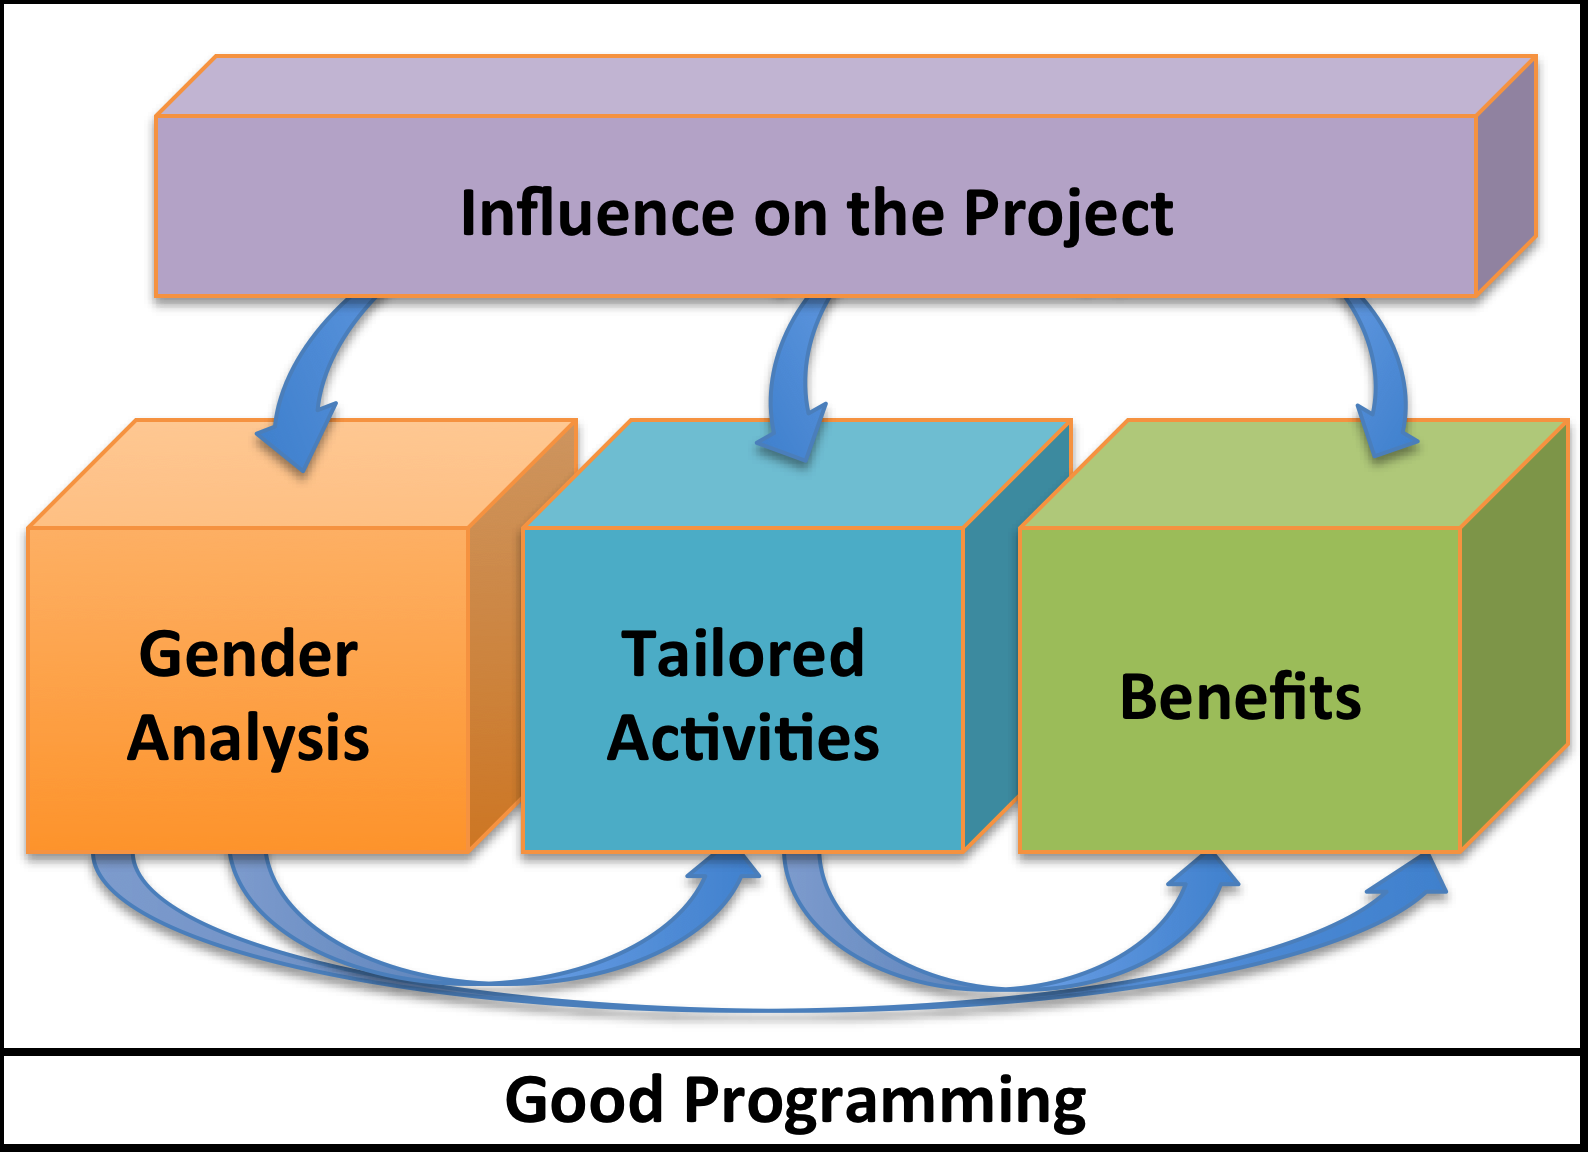 Influence on the Project
Gender
Analysis
Tailored
Activities
Benefits
Good Programming